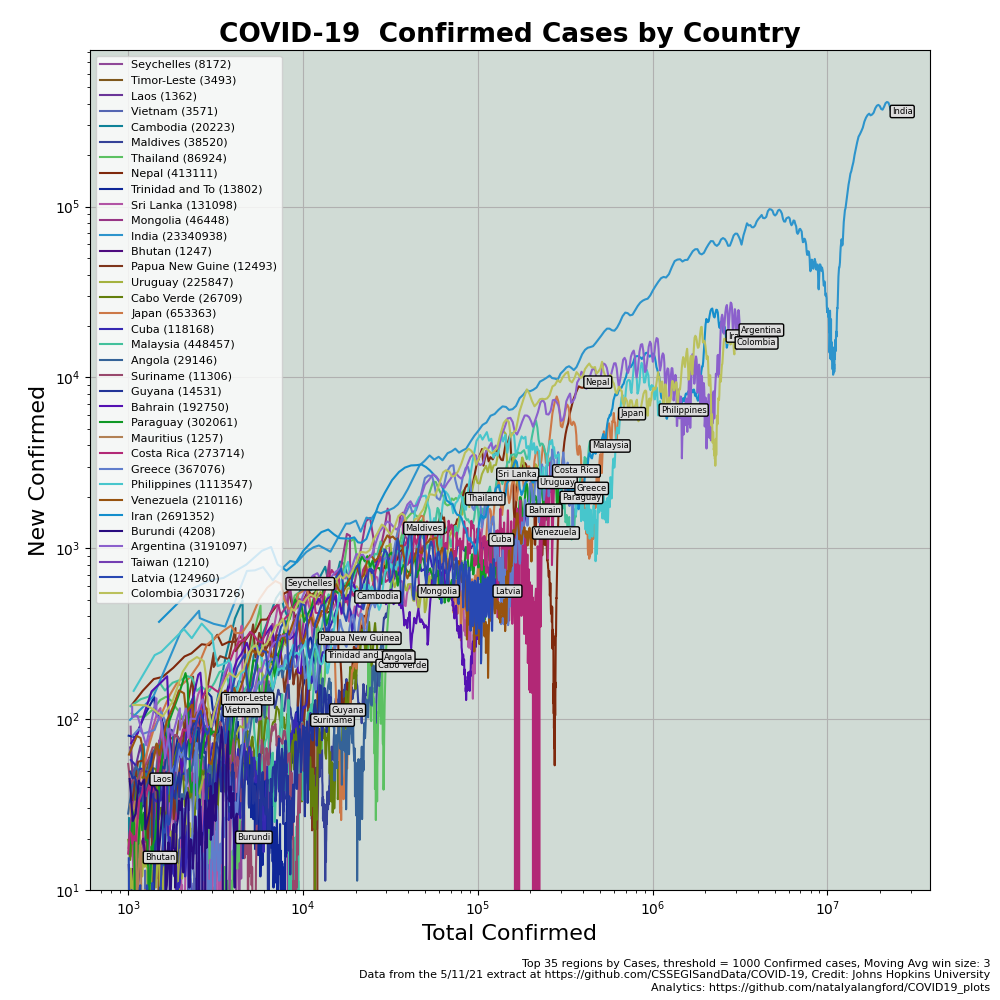 COVID-19  Confirmed Cases by Country
Seychelles (8172)
Timor-Leste (3493)
Laos (1362)
Vietnam (3571)
Cambodia (20223)
Maldives (38520)
Thailand (86924)
Nepal (413111)
Trinidad and To (13802)
Sri Lanka (131098)
Mongolia (46448)
India (23340938)
Bhutan (1247)
Papua New Guine (12493)
Uruguay (225847)
Cabo Verde (26709)
Japan (653363)
Cuba (118168)
Malaysia (448457)
Angola (29146)
Suriname (11306)
Guyana (14531)
Bahrain (192750)
Paraguay (302061)
Mauritius (1257)
Costa Rica (273714)
Greece (367076)
Philippines (1113547)
Venezuela (210116)
Iran (2691352)
Burundi (4208)
Argentina (3191097)
Taiwan (1210)
Latvia (124960)
Colombia (3031726)
India
Argentina
Colombia
Nepal
Japan
Philippines
Malaysia
Sri Lanka
Costa Rica
Uruguay
Greece
Thailand
Paraguay
Bahrain
Maldives
Venezuela
Cuba
Seychelles
Cambodia
Mongolia
Latvia
Papua New Guinea
Trinidad and
Angola
Cabo Verde
Timor-Leste
Vietnam
Guyana
Suriname
Laos
Burundi
Bhutan
New Confirmed
10^5
10^4
10^3
10^2
10^1
10^3
10^4
10^5
10^6
10^7
Total Confirmed
Top 35 regions by Cases, threshold = 1000 Confirmed cases, Moving Avg win size: 3
Data from the 5/11/21 extract at https://github.com/CSSEGISandData/COVID-19, Credit: Johns Hopkins University
Analytics: https://github.com/natalyalangford/COVID19_plots